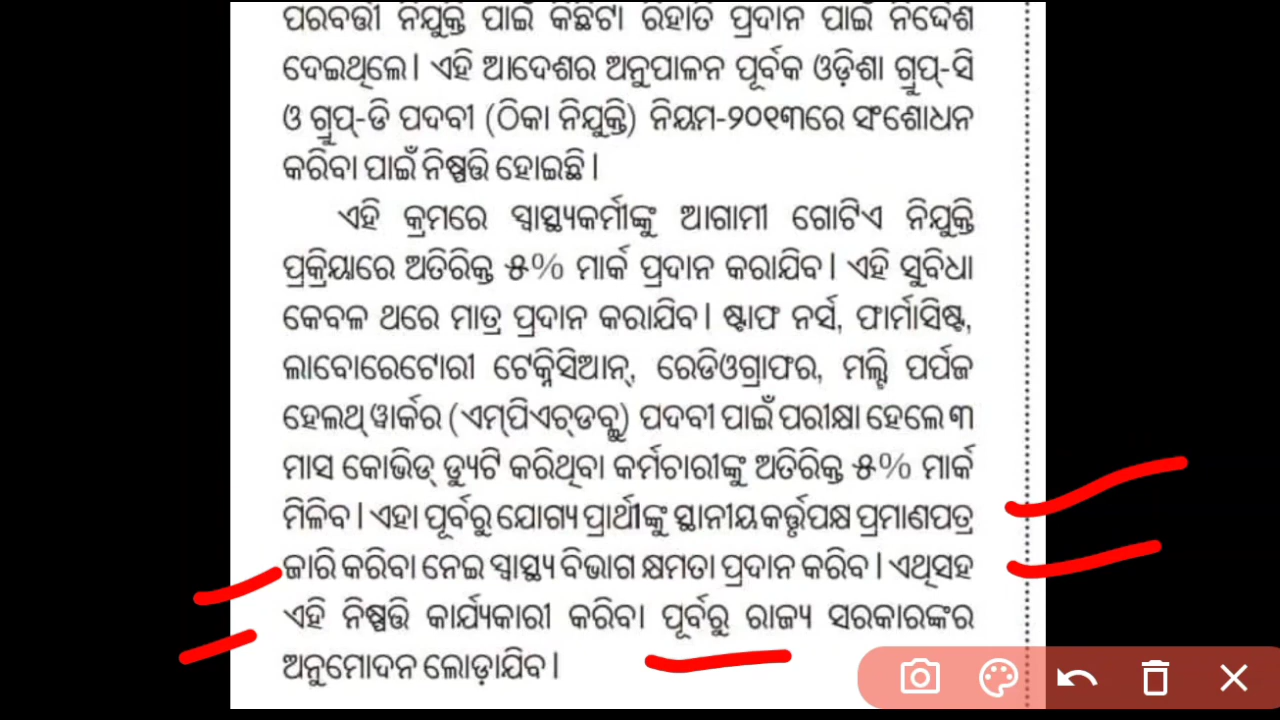 ପରବର୍ତ୍ତୀ ନିଯୁକ୍ତି ପାଇଁ କିଛିଟା ରିହାତି ପ୍ରଦାନ ପାଇଁ ନିର୍ଦ୍ଦେଶ
ଦେଇଥିଲେ। ଏହି ଆଦେଶର ଅନୁପାଳନ ପୂର୍ବକ ଓଡ଼ିଶା ଗ୍ରୁପ୍-ସି
ଓ ଗ୍ରୁପ୍-ଡି ପଦବୀ (ଠିକା ନିଯୁକ୍ତି) ନିୟମ-୨୦୧୩ରେ ସଂଶୋଧନ
କରିବା ପାଇଁ ନିଷ୍ପତ୍ତି ହୋଇଛି।
ଏହି କ୍ରମରେ ସ୍ୱାସ୍ଥ୍ୟକର୍ମୀଙ୍କୁ ଆଗାମୀ ଗୋଟିଏ ନିଯୁକ୍ତି
ପ୍ରକ୍ରିୟାରେ ଅତିରିକ୍ତ ୫% ମାର୍କ ପ୍ରଦାନ କରାଯିବ। ଏହି ସୁବିଧା
କେବଳ ଥରେ ମାତ୍ର ପ୍ରଦାନ କରାଯିବ। ଷ୍ଟାଫ ନର୍ସ, ଫାର୍ମାସିଷ୍ଟ,
ଲାବୋରେଟୋରୀ ଟେକ୍ନିସିଆନ୍, ରେଡିଓଗ୍ରାଫର, ମଲ୍ଟି ପର୍ପଜ
ହେଲଥ୍ ୱାର୍କର (ଏମ୍‌ପିଏଚ୍‌ଡବ୍ଲୁ) ପଦବୀ ପାଇଁ ପରୀକ୍ଷା ହେଲେ ୩
ମାସ କୋଭିଡ୍ ଡ୍ୟୁଟି କରିଥିବା କର୍ମଚାରୀଙ୍କୁ ଅତିରିକ୍ତ ୫% ମାର୍କ
ମିଳିବ। ଏହା ପୂର୍ବରୁ ଯୋଗ୍ୟ ପ୍ରାର୍ଥୀଙ୍କୁ ସ୍ଥାନୀୟ କର୍ତ୍ତୃପକ୍ଷ ପ୍ରମାଣପତ୍ର
ଜାରି କରିବା ନେଇ ସ୍ୱାସ୍ଥ୍ୟ ବିଭାଗ କ୍ଷମତା ପ୍ରଦାନ କରିବ। ଏଥିସହ
ଏହି ନିଷ୍ପତ୍ତି କାର୍ଯ୍ୟକାରୀ କରିବା ପୂର୍ବରୁ ରାଜ୍ୟ ସରକାରଙ୍କର
ଅନୁମୋଦନ ଲୋଡ଼ାଯିବ।